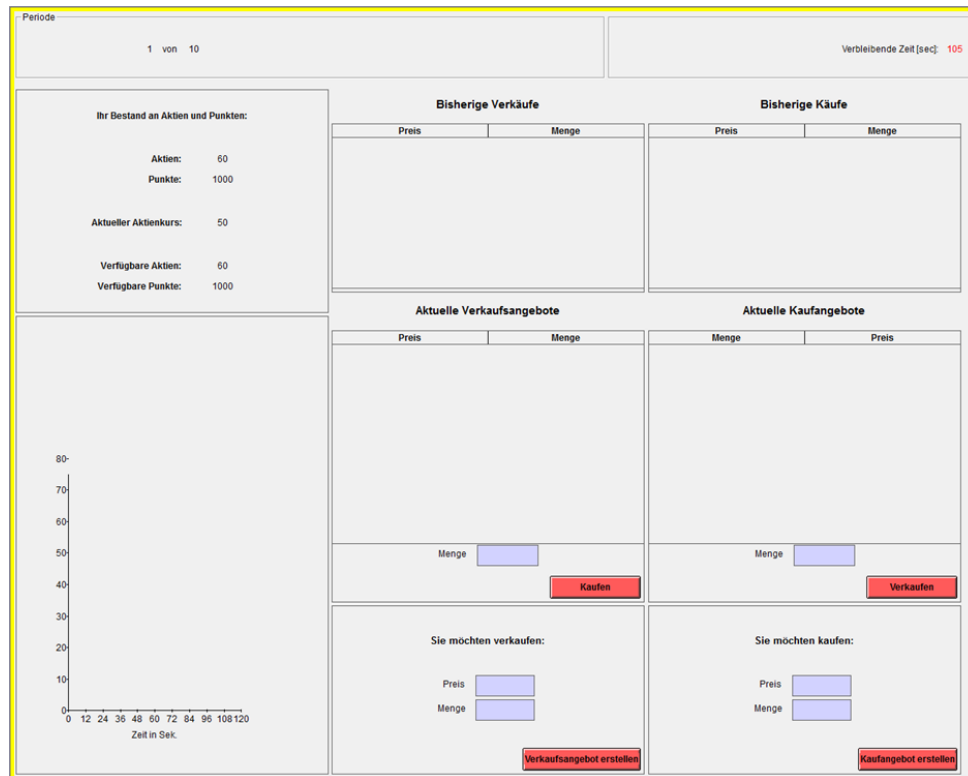 Periode
1 von 10
Verbleibende Zeit [sec]: 105
Ihr Bestand an Aktien und Punkten:
Aktien: 60
Punkte: 1000
Aktueller Aktienkurs: 50
Verfügbare Aktien: 60
Verfügbare Punkte: 1000
Bisherige Verkäufe
Preis Menge
Bisherige Käufe
Preis Menge
Aktuelle Verkaufsangebote
Preis Menge
Menge
Kaufen
Aktuelle Kaufangebote
Menge Preis
Menge
Verkaufen
80
70
60
50
40
30
20
10
0
0 12 24 36 48 60 72 84 96 108 120
Zeit in Sek.
Sie möchten verkaufen:
Preis
Menge
Verkaufsangebot erstellen
Sie möchten kaufen:
Preis
Menge
Kaufangebot erstellen